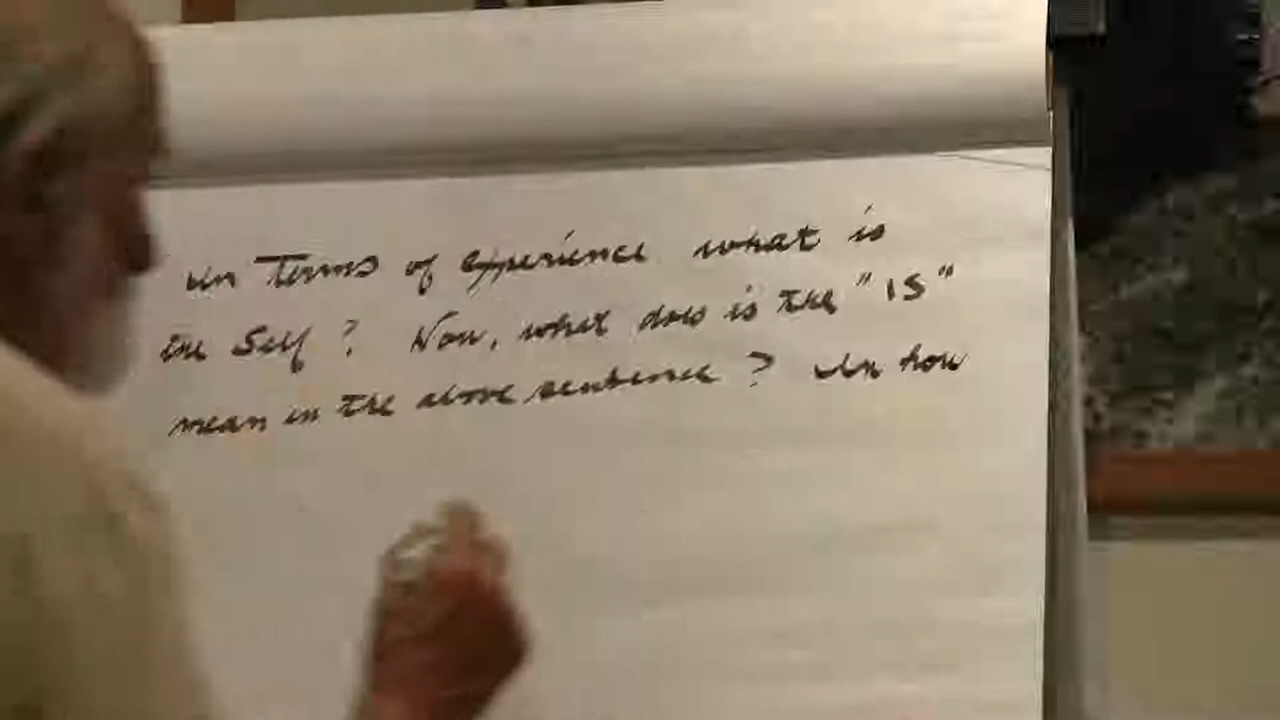 In Terms of experience what is
the Self? Now, what does is the "IS"
mean in the above sentence? In how